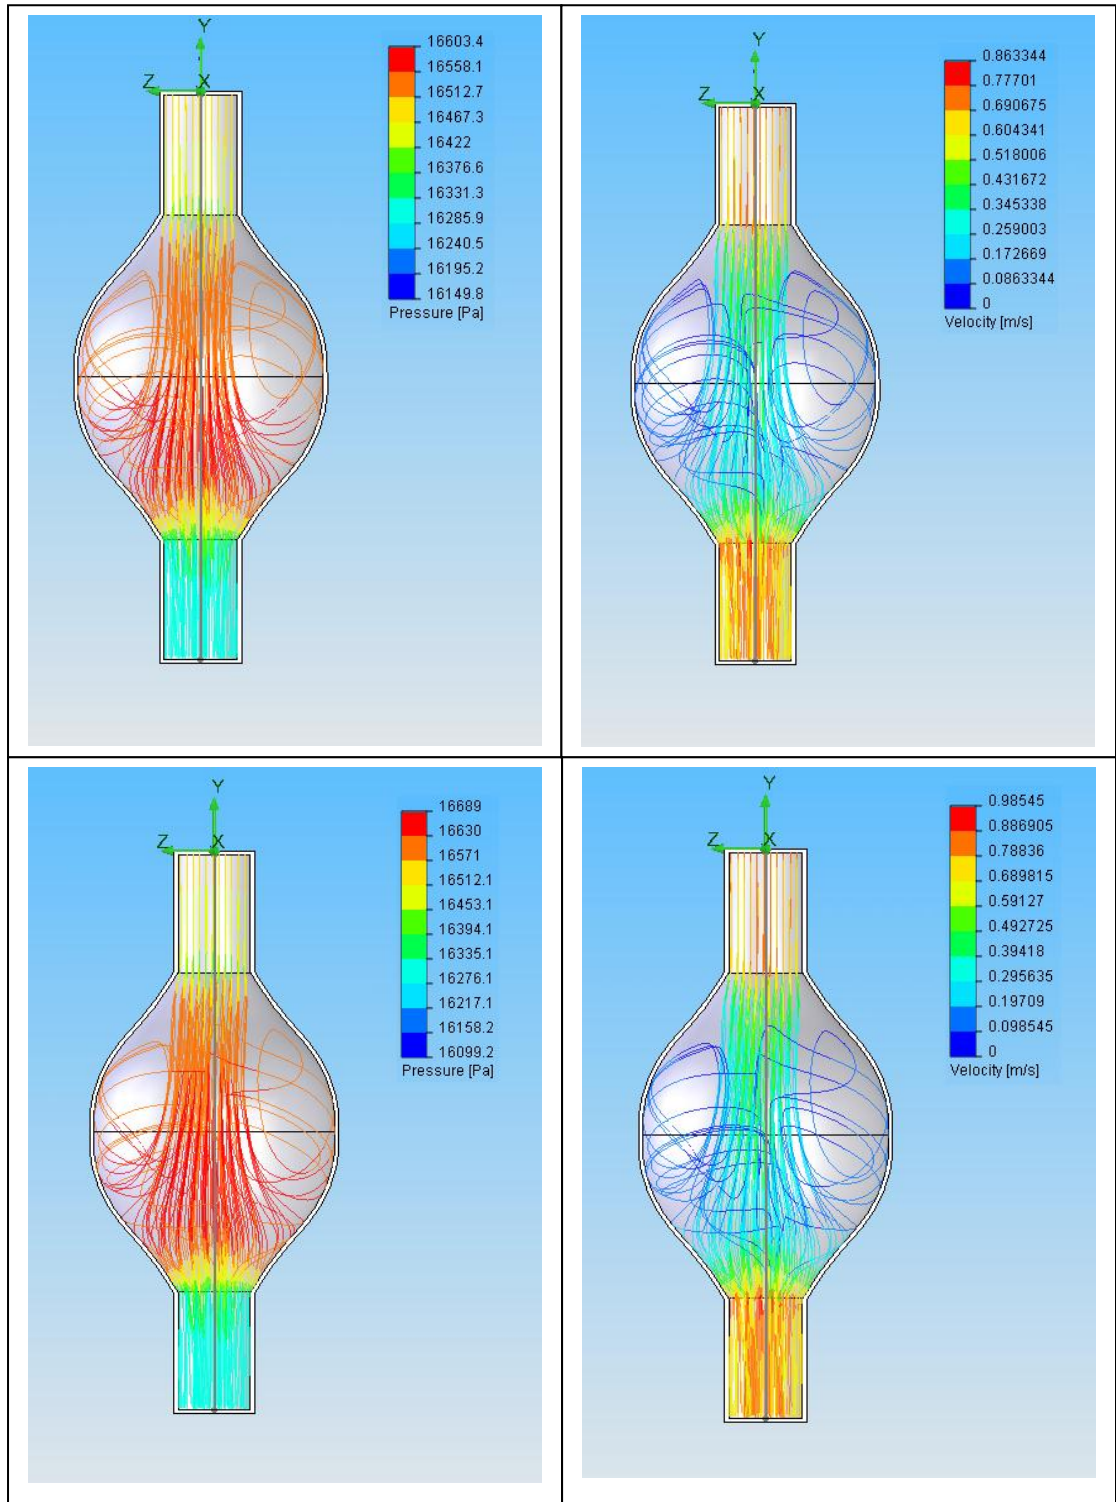 Y
Z
X
16603.4
16558.1
16512.7
16467.3
16422
16376.6
16331.3
16285.9
16240.5
16195.2
16149.8
Pressure [Pa]
Y
Z
X
0.863344
0.77701
0.690675
0.604341
0.518006
0.431672
0.345338
0.259003
0.172669
0.0863344
0
Velocity [m/s]
Y
Z
X
16689
16630
16571
16512.1
16453.1
16394.1
16335.1
16276.1
16217.1
16158.2
16099.2
Pressure [Pa]
Y
Z
X
0.98545
0.886905
0.78836
0.689815
0.59127
0.492725
0.39418
0.295635
0.19709
0.098545
0
Velocity [m/s]